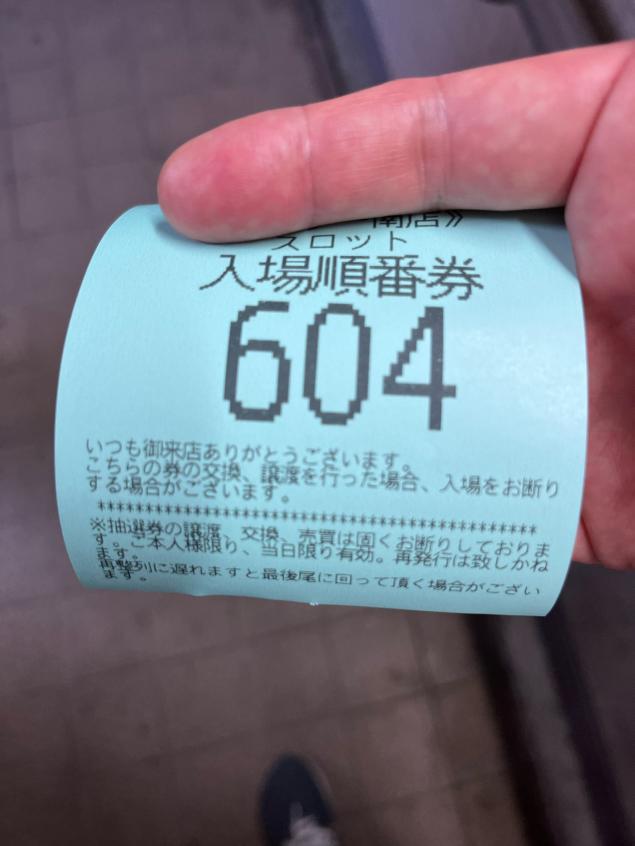 南店》
スロット
入場順番券
604
いつも御来店ありがとうございます。
こちらの券の交換、譲渡を行った場合、入場をお断り
する場合がございます。
**********************************************
※抽選券の譲渡、交換、売買は固くお断りしておりま
す。ご本人様限り、当日限り有効。再発行は致しかね
ます。
再整列に遅れますと最後尾に回って頂く場合がござい
ます。